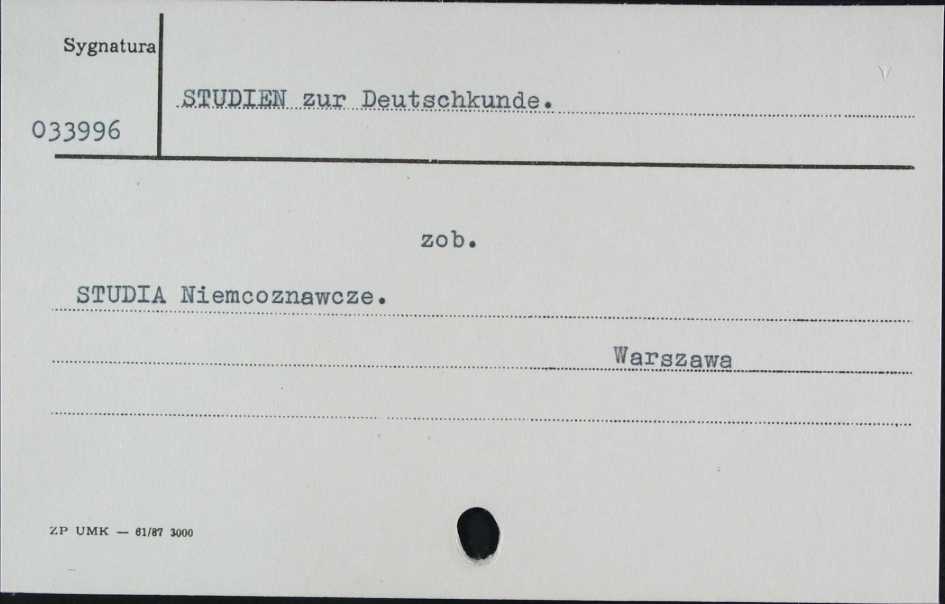 Sygnatura
STUDIEN zur Deutschkunde.
033996
zob.
STUDIA Niemcoznawcze.
Warszawa
ZP UMK — 61/87 3000